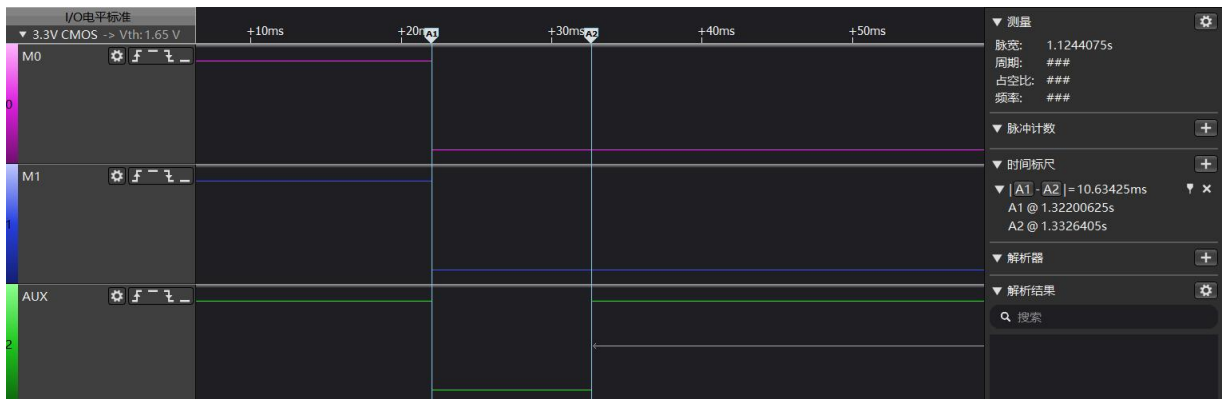 I/O电平标准
▼ 3.3V CMOS -> Vth:1.65 V
+10ms
+20ms
A1
+30ms
A2
+40ms
+50ms
M0
0
M1
1
AUX
2
▼ 测量
脉宽: 1.1244075s
周期: ###
占空比: ###
频率: ###
▼ 脉冲计数
▼ 时间标尺
▼ | A1 - A2 | = 10.63425ms
A1 @ 1.32200625s
A2 @ 1.3326405s
▼ 解析器
▼ 解析结果
搜索